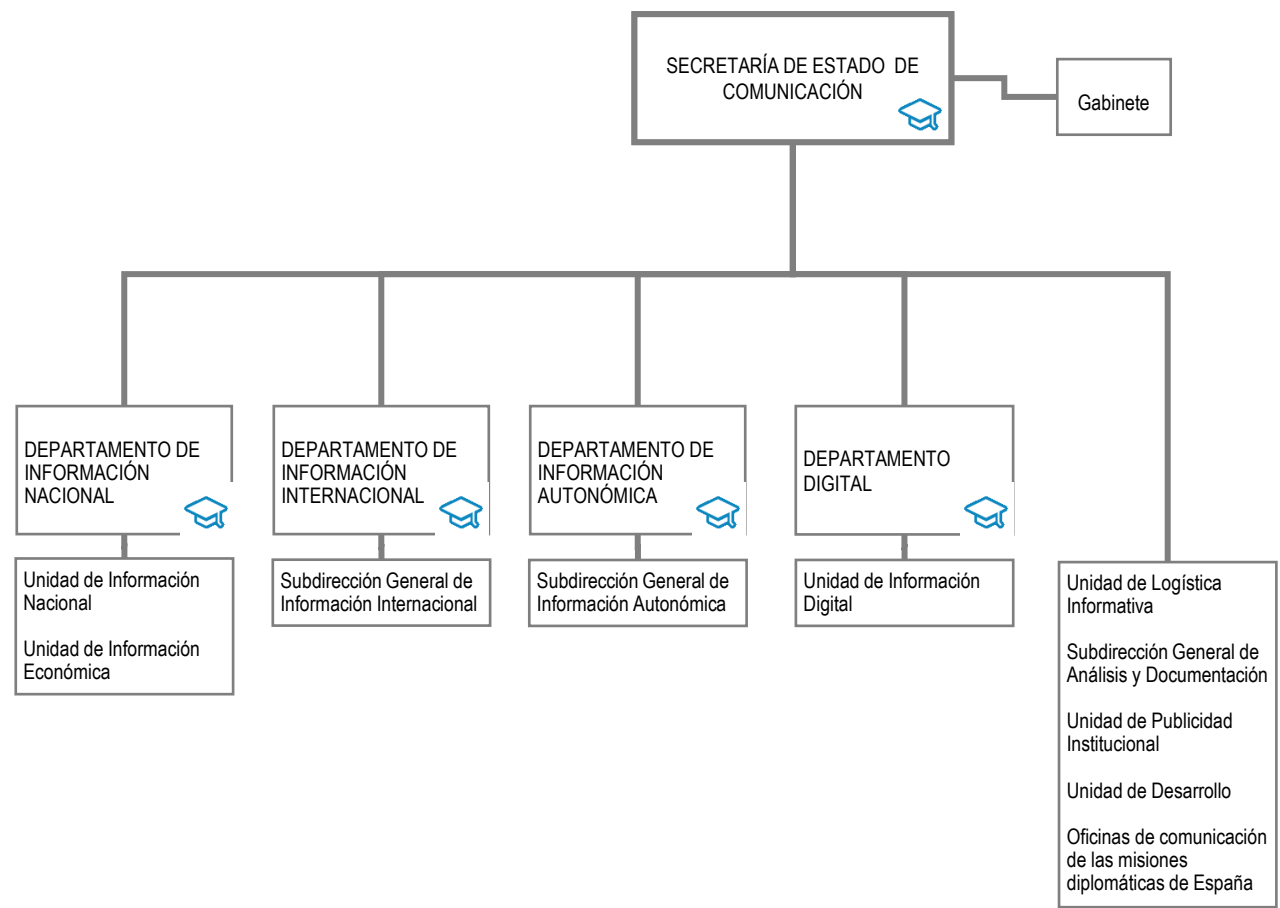 SECRETARÍA DE ESTADO DE
COMUNICACIÓN
Gabinete
DEPARTAMENTO DE
INFORMACIÓN
NACIONAL
Unidad de Información
Nacional
Unidad de Información
Económica
DEPARTAMENTO DE
INFORMACIÓN
INTERNACIONAL
Subdirección General de
Información Internacional
DEPARTAMENTO DE
INFORMACIÓN
AUTONÓMICA
Subdirección General de
Información Autonómica
DEPARTAMENTO
DIGITAL
Unidad de Información
Digital
Unidad de Logística
Informativa
Subdirección General de
Análisis y Documentación
Unidad de Publicidad
Institucional
Unidad de Desarrollo
Oficinas de comunicación
de las misiones
diplomáticas de España